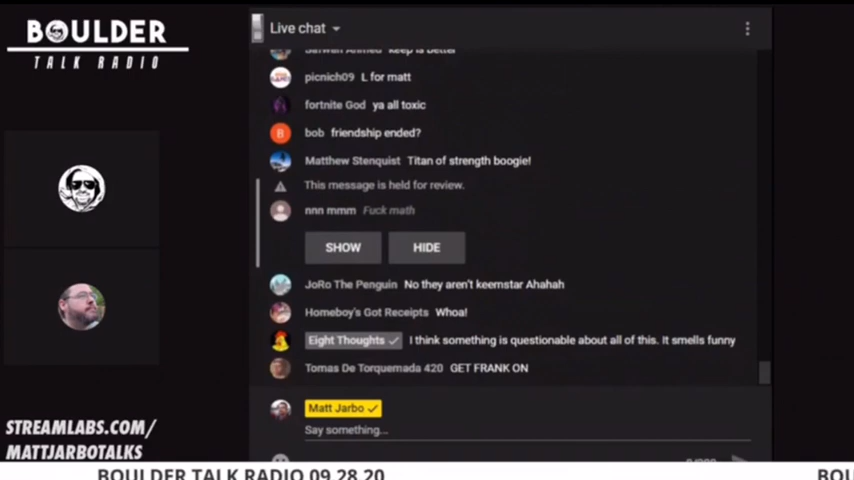 BOULDER
TALK RADIO
Live chat
Keep is better
picnich09 L for matt
fortnite God ya all toxic
B
bob friendship ended?
Matthew Stenquist Titan of strength boogie!
This message is held for review.
nnn mmm Fuck math
SHOW HIDE
JoRo The Penguin No they aren't keemstar Ahahah
Homeboy's Got Receipts Whoa!
Eight Thoughts I think something is questionable about all of this. It smells funny
Tomas De Torquemada 420 GET FRANK ON
Matt Jarbo
Say something...
STREAMLABS.COM/
MATTJARBOTALKS
BOULDER TALK RADIO 09.28.20
BOU